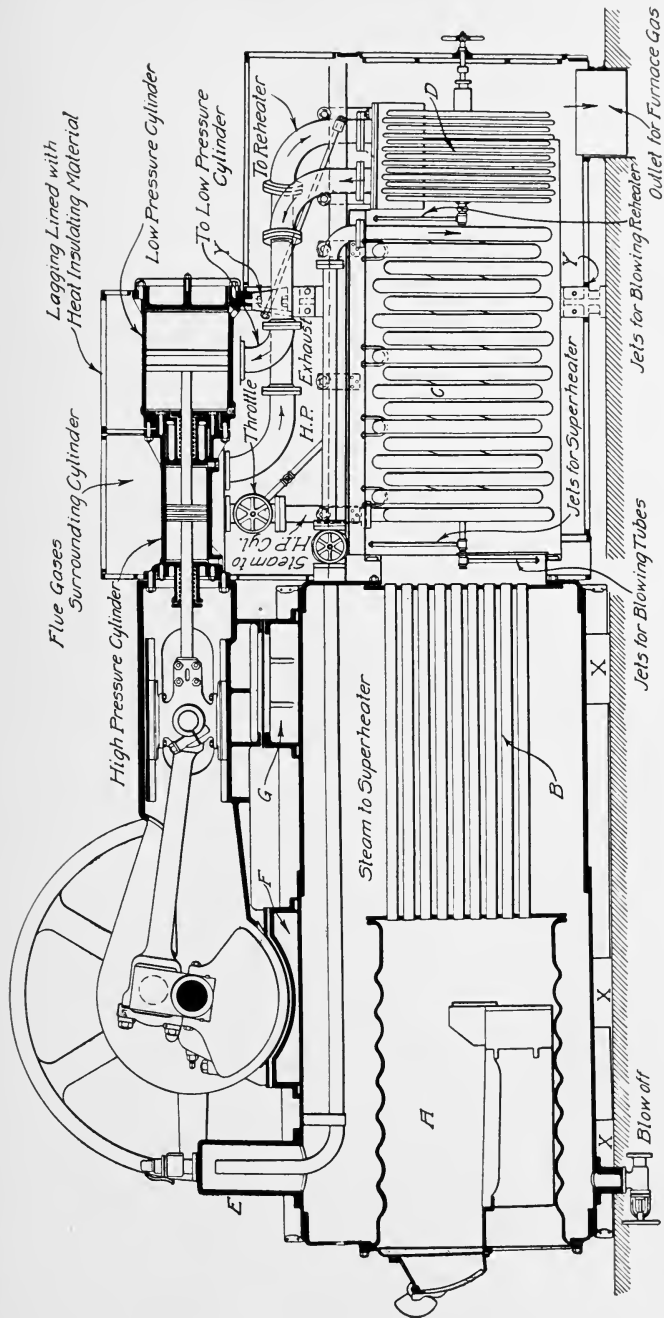 Flue Gases
Surrounding Cylinder
Lagging Lined with
Heat Insulating Material
High Pressure Cylinder
Low Pressure Cylinder
To Low Pressure
Cylinder
To Reheater
Y
Throttle
H.P. Exhaust
Steam to
H.P. Cyl.
E
F
G
Steam to Superheater
A
B
C
D
X
X
X
Y
Blow off
Jets for Blowing Tubes
Jets for Superheater
Jets for Blowing Reheater
Outlet for Furnace Gas